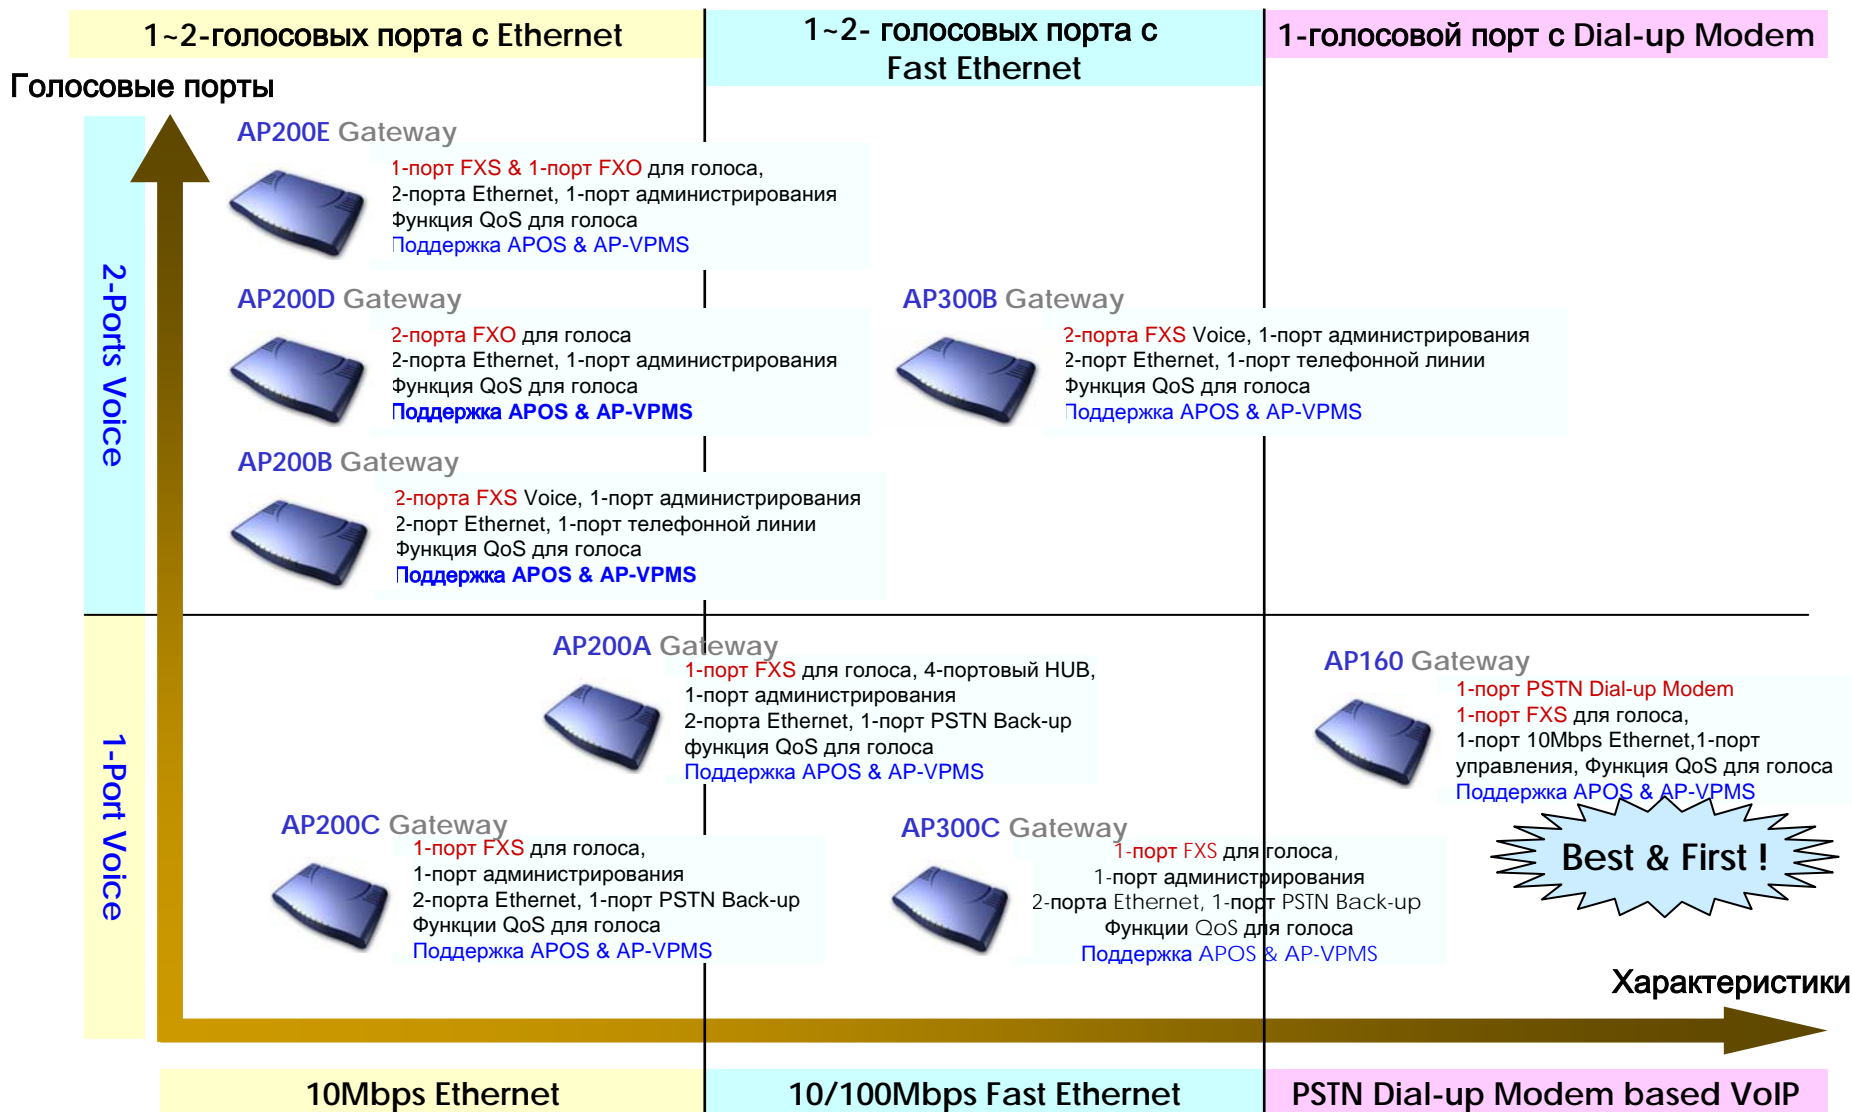 1~2-голосовых порта с Ethernet
1~2- голосовых порта с
Fast Ethernet
1-голосовой порт с Dial-up Modem
Голосовые порты
2-Ports Voice
AP200E Gateway
1-порт FXS & 1-порт FXO для голоса,
2-порта Ethernet, 1-порт администрирования
Функция QoS для голоса
Поддержка APOS & AP-VPMS
AP200D Gateway
2-порта FXO для голоса
2-порта Ethernet, 1-порт администрирования
Функция QoS для голоса
Поддержка APOS & AP-VPMS
AP300B Gateway
2-порта FXS Voice, 1-порт администрирования
2-порт Ethernet, 1-порт телефонной линии
Функция QoS для голоса
Поддержка APOS & AP-VPMS
AP200B Gateway
2-порта FXS Voice, 1-порт администрирования
2-порт Ethernet, 1-порт телефонной линии
Функция QoS для голоса
Поддержка APOS & AP-VPMS
1-Port Voice
AP200A Gateway
1-порт FXS для голоса, 4-портовый HUB,
1-порт администрирования
2-порта Ethernet, 1-порт PSTN Back-up
функция QoS для голоса
Поддержка APOS & AP-VPMS
AP160 Gateway
1-порт PSTN Dial-up Modem
1-порт FXS для голоса,
1-порт 10Mbps Ethernet,1-порт
управления, Функция QoS для голоса
Поддержка APOS & AP-VPMS
Best & First !
AP200C Gateway
1-порт FXS для голоса,
1-порт администрирования
2-порта Ethernet, 1-порт PSTN Back-up
Функции QoS для голоса
Поддержка APOS & AP-VPMS
AP300C Gateway
1-порт FXS для голоса,
1-порт администрирования
2-порта Ethernet, 1-порт PSTN Back-up
Функции QoS для голоса
Поддержка APOS & AP-VPMS
Характеристики
10Mbps Ethernet
10/100Mbps Fast Ethernet
PSTN Dial-up Modem based VoIP